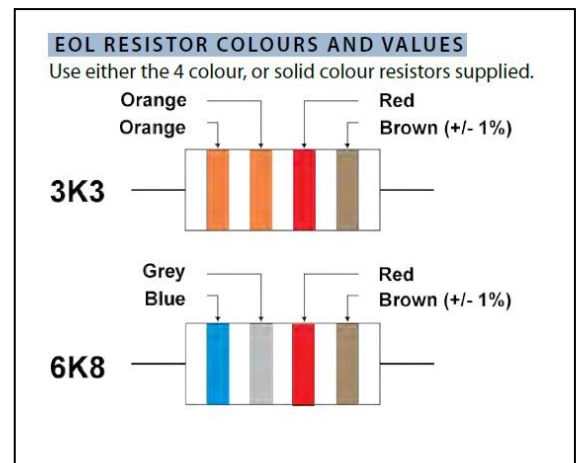 EOL RESISTOR COLOURS AND VALUES
Use either the 4 colour, or solid colour resistors supplied.
Orange Red
Orange Brown (+/- 1%)
3K3
Grey Red
Blue Brown (+/- 1%)
6K8